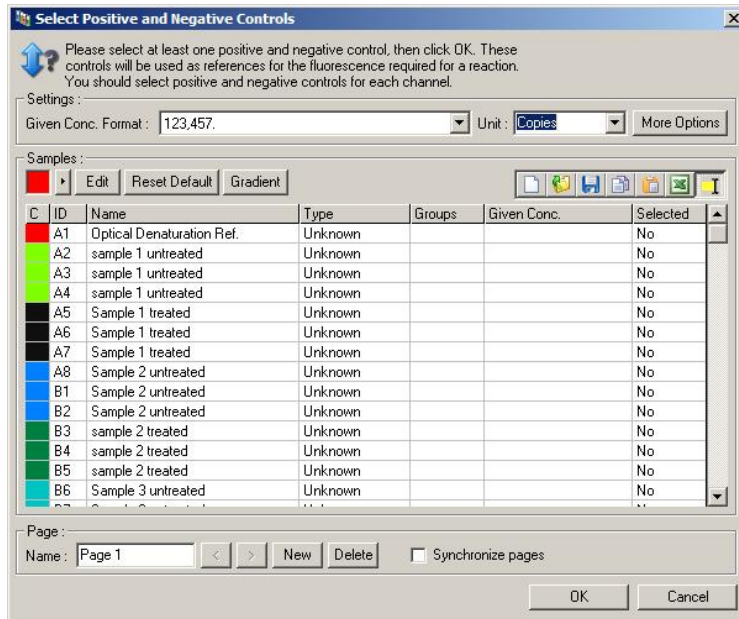 Select Positive and Negative Controls
Please select at least one positive and negative control, then click OK. These
controls will be used as references for the fluorescence required for a reaction.
You should select positive and negative controls for each channel.
Settings :
Given Conc. Format : 123,457. Unit : Copies More Options
Samples :
Edit Reset Default Gradient
C ID Name Type Groups Given Conc. Selected
A1 Optical Denaturation Ref. Unknown No
A2 sample 1 untreated Unknown No
A3 sample 1 untreated Unknown No
A4 sample 1 untreated Unknown No
A5 Sample 1 treated Unknown No
A6 Sample 1 treated Unknown No
A7 Sample 1 treated Unknown No
A8 Sample 2 untreated Unknown No
B1 Sample 2 untreated Unknown No
B2 Sample 2 untreated Unknown No
B3 sample 2 treated Unknown No
B4 sample 2 treated Unknown No
B5 sample 2 treated Unknown No
B6 Sample 3 untreated Unknown No
Page :
Name : Page 1 < > New Delete Synchronize pages
OK Cancel